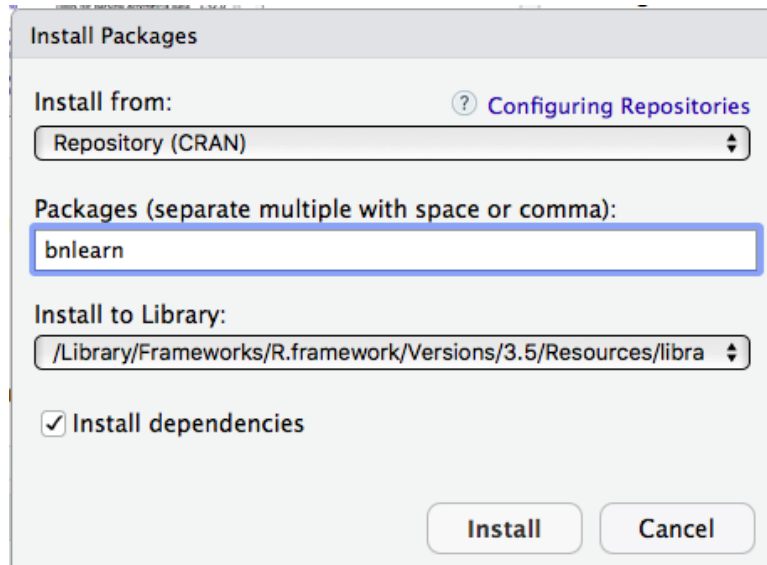 Install Packages
Install from:
? Configuring Repositories
Repository (CRAN)
Packages (separate multiple with space or comma):
bnlearn
Install to Library:
/Library/Frameworks/R.framework/Versions/3.5/Resources/libra
Install dependencies
Install Cancel